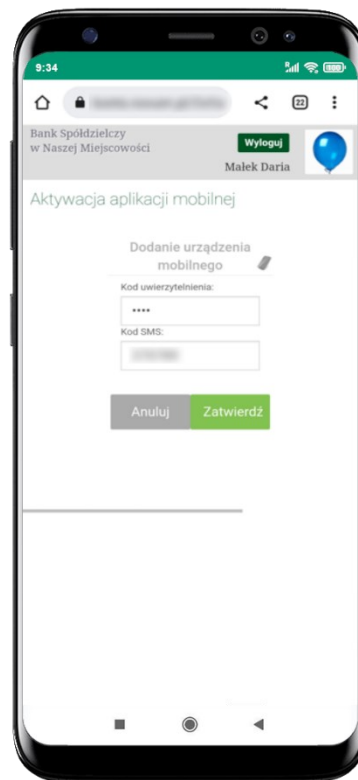 9:34
22
Bank Spółdzielczy
w Naszej Miejscowości
Wyloguj
Małek Daria
Aktywacja aplikacji mobilnej
Dodanie urządzenia
mobilnego
Kod uwierzytelnienia:
••••
Kod SMS:
Anuluj Zatwierdź